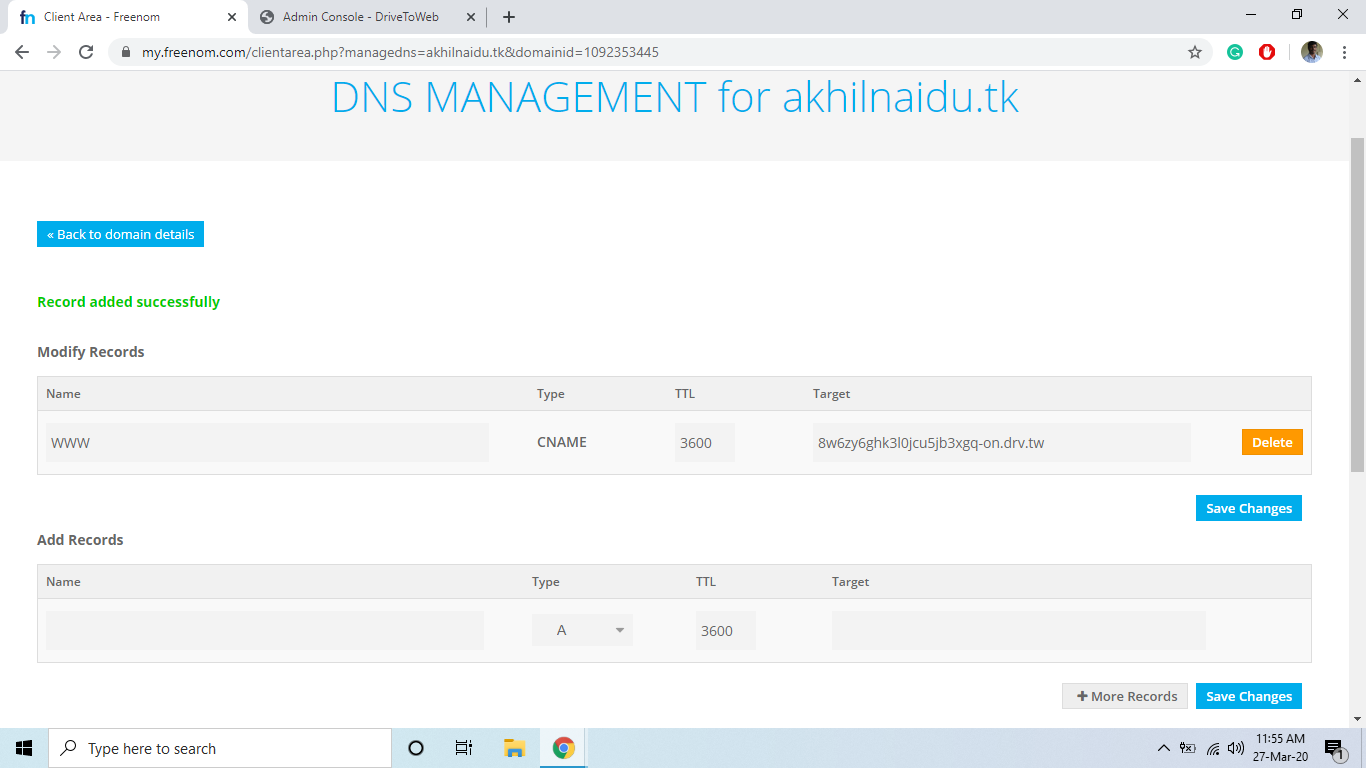 fn Client Area - Freenom
Admin Console - DriveToWeb
my.freenom.com/clientarea.php?managedns=akhilnaidu.tk&domainid=1092353445
DNS MANAGEMENT for akhilnaidu.tk
« Back to domain details
Record added successfully
Modify Records
Name Type TTL Target
WWW CNAME 3600 8w6zy6ghk3l0jcu5jb3xgq-on.drv.tw Delete
Save Changes
Add Records
Name Type TTL Target
A 3600
+ More Records Save Changes
Type here to search
11:55 AM
27-Mar-20
1